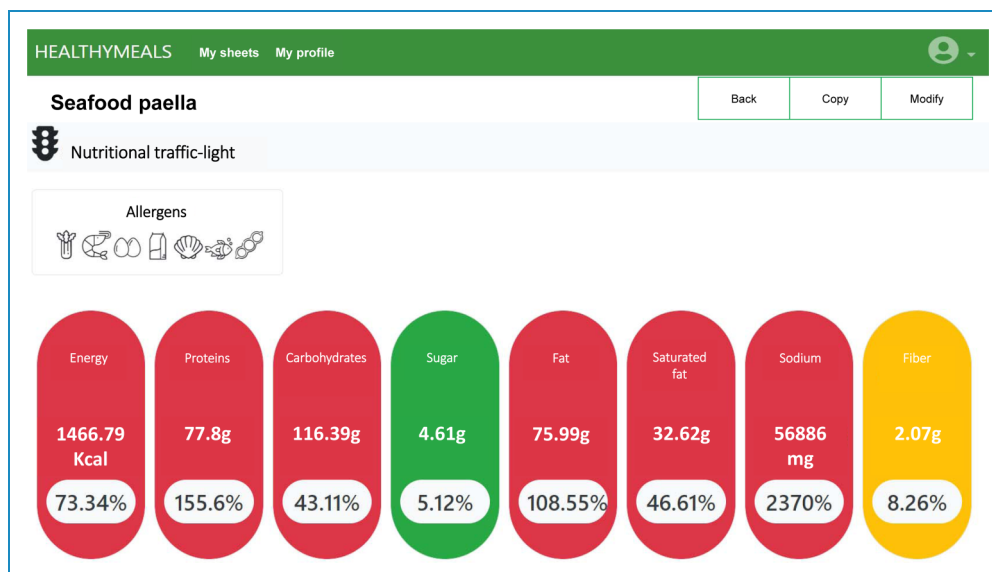 HEALTHYMEALS My sheets My profile
Seafood paella
Back Copy Modify
Nutritional traffic-light
Allergens
Energy Proteins Carbohydrates Sugar Fat Saturated fat Sodium Fiber
1466.79 Kcal 77.8g 116.39g 4.61g 75.99g 32.62g 56886 mg 2.07g
73.34% 155.6% 43.11% 5.12% 108.55% 46.61% 2370% 8.26%